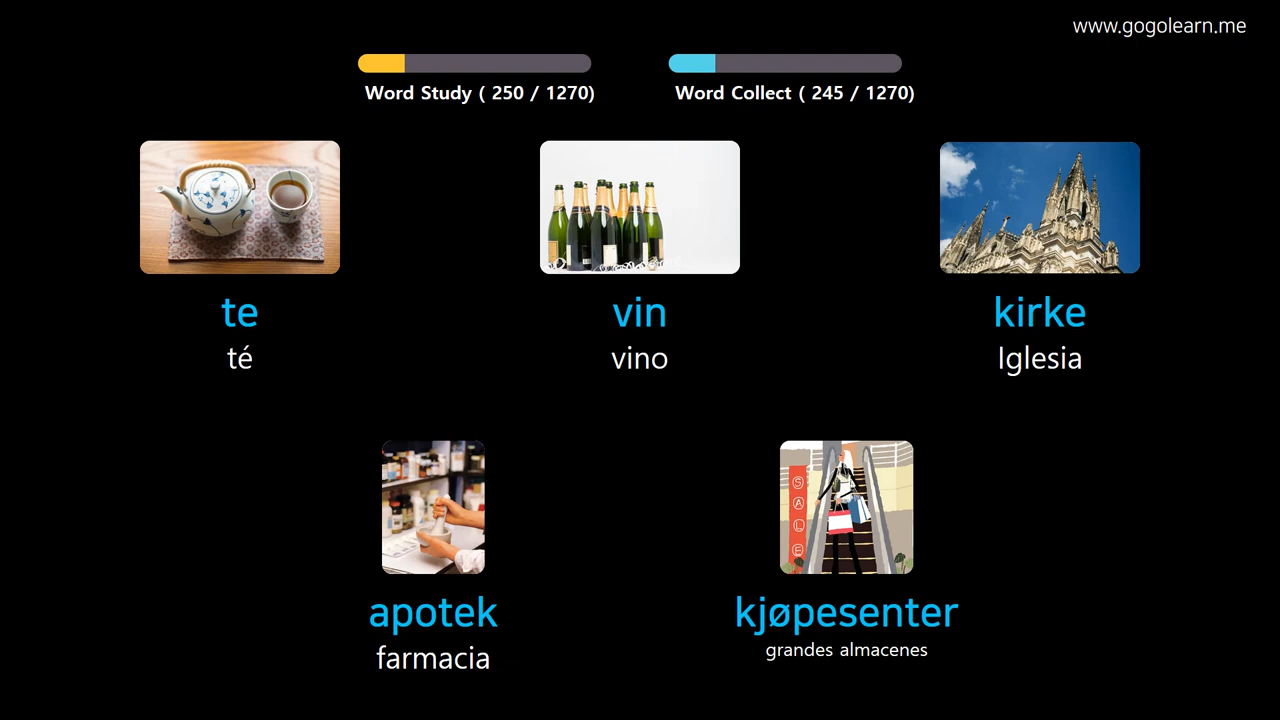 www.gogolearn.me
Word Study ( 250 / 1270)
Word Collect ( 245 / 1270)
te
té
vin
vino
kirke
Iglesia
apotek
farmacia
SALE
kjøpesenter
grandes almacenes